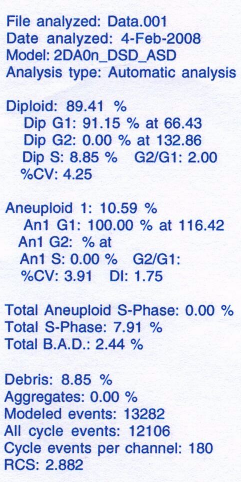 File analyzed: Data.001
Date analyzed: 4-Feb-2008
Model: 2DA0n_DSD_ASD
Analysis type: Automatic analysis
Diploid: 89.41 %
Dip G1: 91.15 % at 66.43
Dip G2: 0.00 % at 132.86
Dip S: 8.85 % G2/G1: 2.00
%CV: 4.25
Aneuploid 1: 10.59 %
An1 G1: 100.00 % at 116.42
An1 G2: % at
An1 S: 0.00 % G2/G1:
%CV: 3.91 DI: 1.75
Total Aneuploid S-Phase: 0.00 %
Total S-Phase: 7.91 %
Total B.A.D.: 2.44 %
Debris: 8.85 %
Aggregates: 0.00 %
Modeled events: 13282
All cycle events: 12106
Cycle events per channel: 180
RCS: 2.882